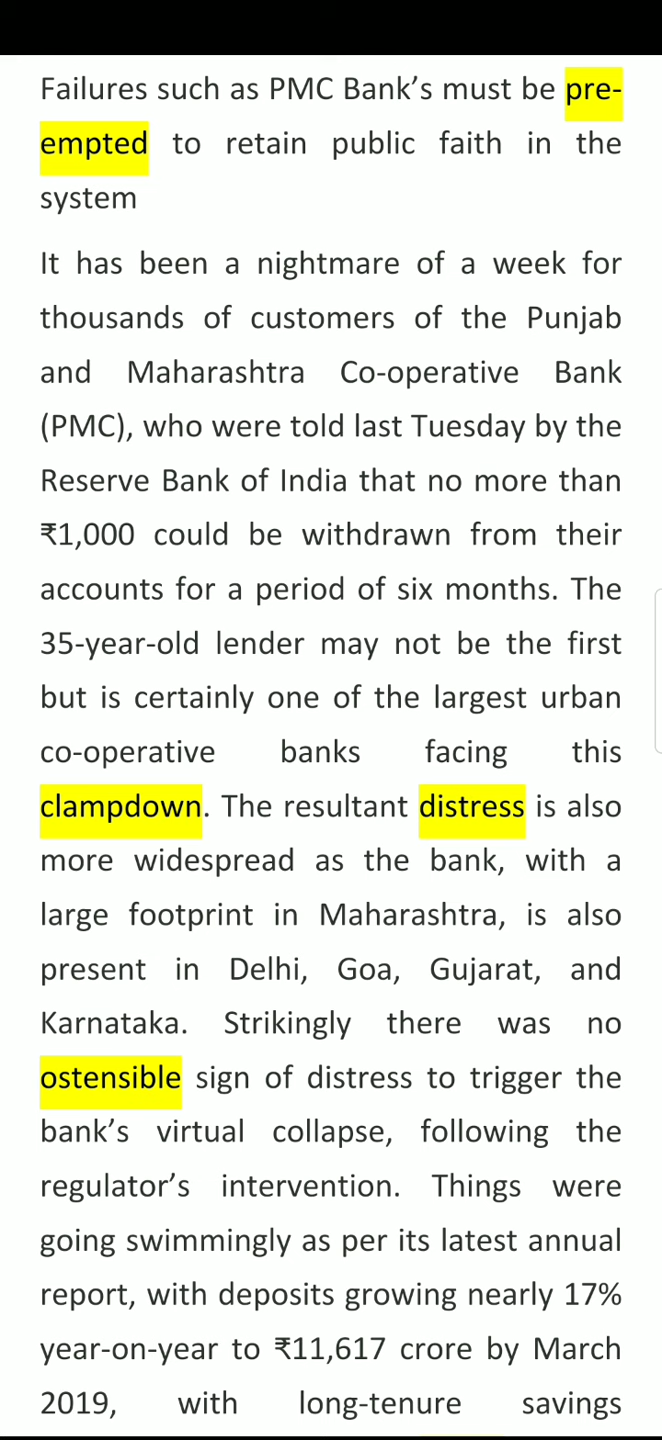 Failures such as PMC Bank’s must be pre-
empted to retain public faith in the
system
It has been a nightmare of a week for
thousands of customers of the Punjab
and Maharashtra Co-operative Bank
(PMC), who were told last Tuesday by the
Reserve Bank of India that no more than
₹1,000 could be withdrawn from their
accounts for a period of six months. The
35-year-old lender may not be the first
but is certainly one of the largest urban
co-operative banks facing this
clampdown. The resultant distress is also
more widespread as the bank, with a
large footprint in Maharashtra, is also
present in Delhi, Goa, Gujarat, and
Karnataka. Strikingly there was no
ostensible sign of distress to trigger the
bank’s virtual collapse, following the
regulator’s intervention. Things were
going swimmingly as per its latest annual
report, with deposits growing nearly 17%
year-on-year to ₹11,617 crore by March
2019, with long-tenure savings